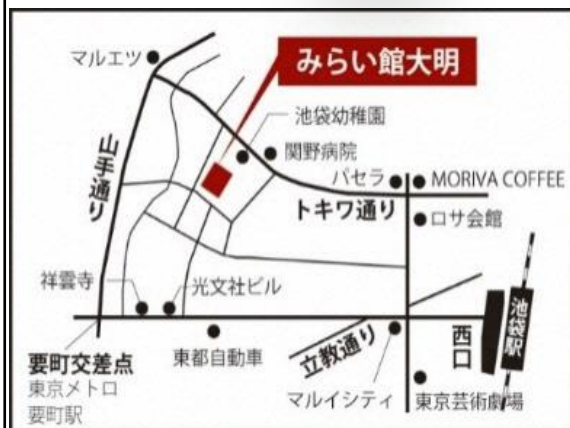 マルエツ
みらい館大明
池袋幼稚園
関野病院
山手通り
パセラ
MORIVA COFFEE
トキワ通り
ロサ会館
祥雲寺
光文社ビル
池袋駅
西口
要町交差点
東京メトロ
要町駅
東都自動車
立教通り
マルイシティ
東京芸術劇場